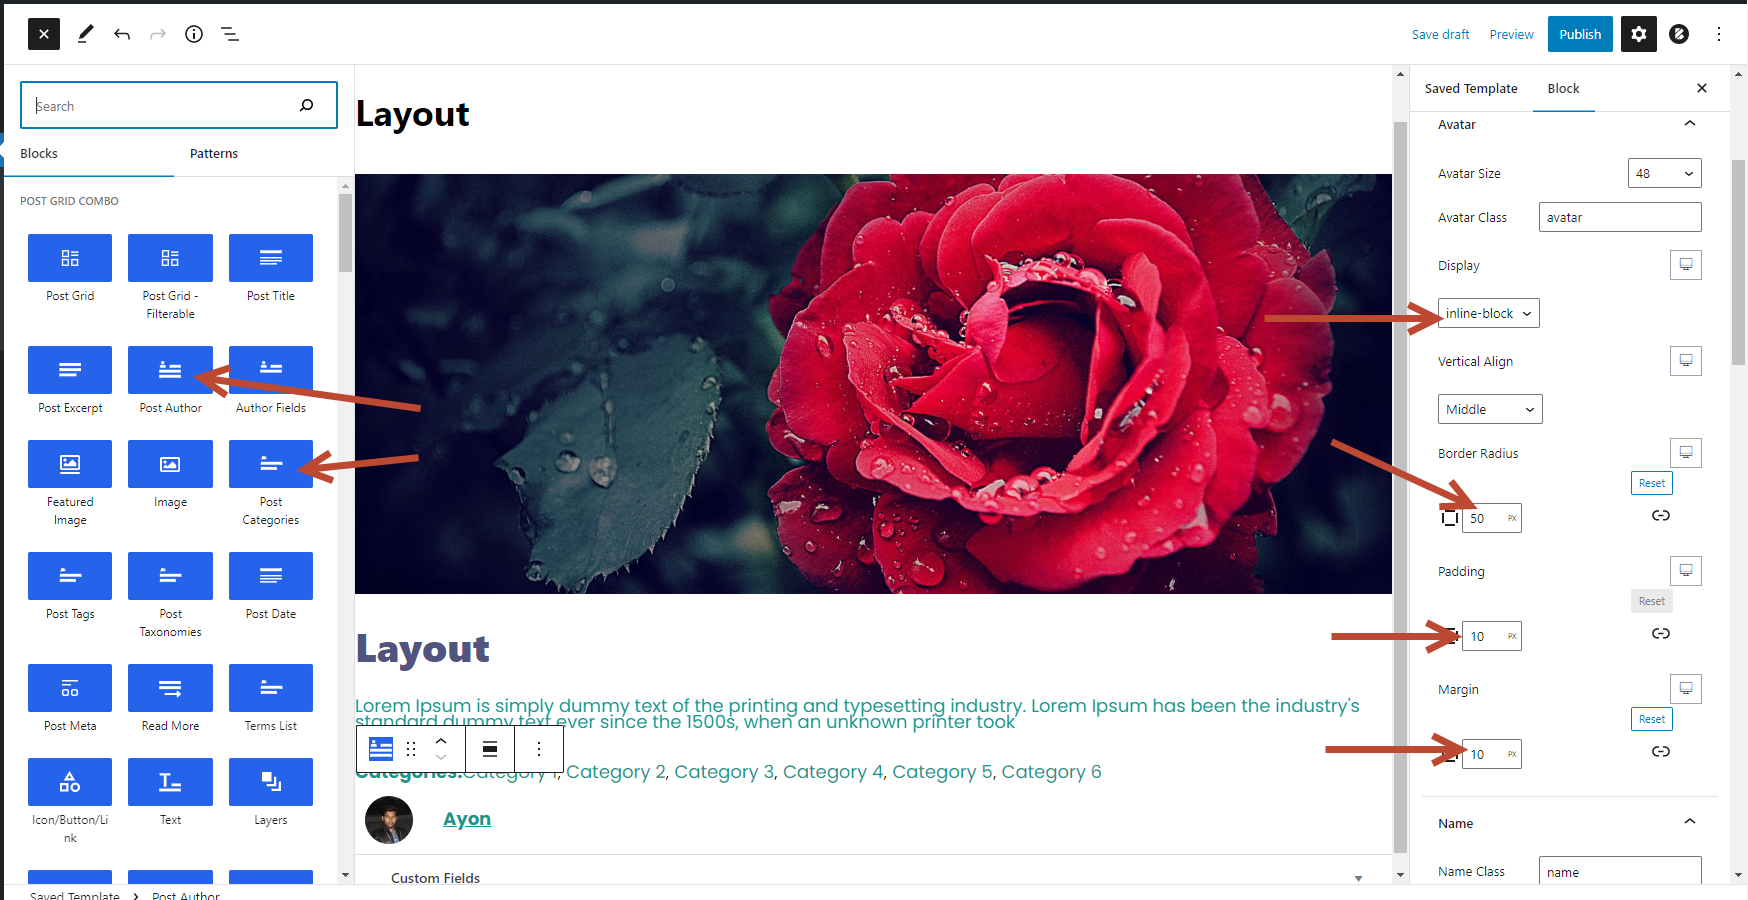 Save draft
Preview
Publish
Search
Blocks
Patterns
POST GRID COMBO
Post Grid
Post Grid -
Filterable
Post Title
Post Excerpt
Post Author
Author Fields
Featured
Image
Image
Post
Categories
Post Tags
Post
Taxonomies
Post Date
Post Meta
Read More
Terms List
Icon/Button/Li
nk
Text
Layers
Layout
Layout
Lorem Ipsum is simply dummy text of the printing and typesetting industry. Lorem Ipsum has been the industry's
standard dummy text ever since the 1500s, when an unknown printer took
Categories:Category 1, Category 2, Category 3, Category 4, Category 5, Category 6
Ayon
Custom Fields
Saved Template
Block
Avatar
Avatar Size
48
Avatar Class
avatar
Display
inline-block
Vertical Align
Middle
Border Radius
Reset
50 PX
Padding
Reset
10 PX
Margin
Reset
10 PX
Name
Name Class
name
Saved Template > Post Author